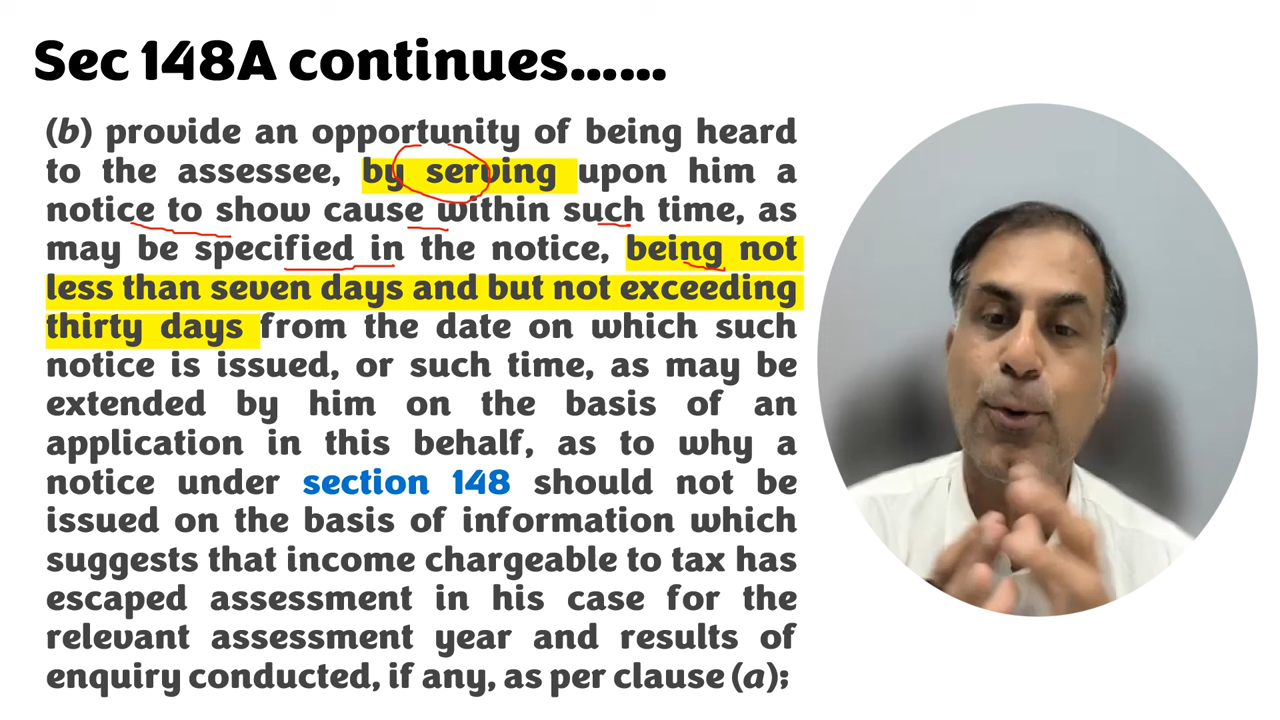 Sec 148A continues......
(b) provide an opportunity of being heard
to the assessee, by serving upon him a
notice to show cause within such time, as
may be specified in the notice, being not
less than seven days and but not exceeding
thirty days from the date on which such
notice is issued, or such time, as may be
extended by him on the basis of an
application in this behalf, as to why a
notice under section 148 should not be
issued on the basis of information which
suggests that income chargeable to tax has
escaped assessment in his case for the
relevant assessment year and results of
enquiry conducted, if any, as per clause (a);